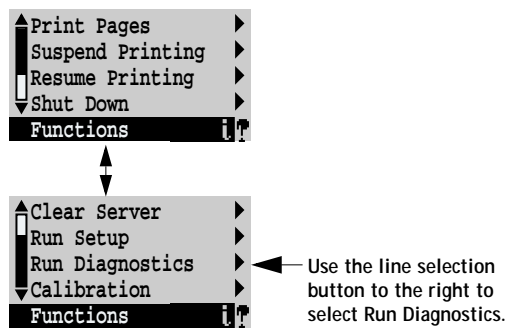 Print Pages
Suspend Printing
Resume Printing
Shut Down
Functions i
Clear Server
Run Setup
Run Diagnostics
Calibration
Functions i
Use the line selection
button to the right to
select Run Diagnostics.